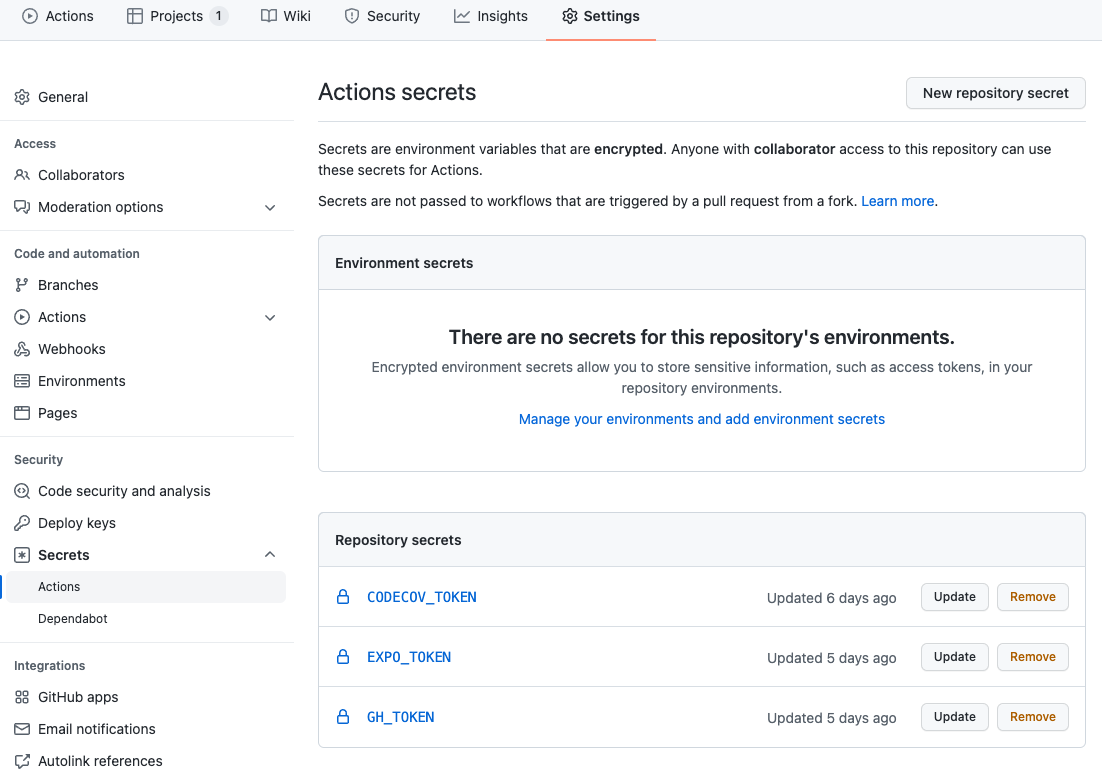 Actions Projects 1 Wiki Security Insights Settings
General
Access
Collaborators
Moderation options
Code and automation
Branches
Actions
Webhooks
Environments
Pages
Security
Code security and analysis
Deploy keys
Secrets
Actions
Dependabot
Integrations
GitHub apps
Email notifications
Autolink references
Actions secrets
New repository secret
Secrets are environment variables that are encrypted. Anyone with collaborator access to this repository can use
these secrets for Actions.
Secrets are not passed to workflows that are triggered by a pull request from a fork. Learn more.
Environment secrets
There are no secrets for this repository's environments.
Encrypted environment secrets allow you to store sensitive information, such as access tokens, in your
repository environments.
Manage your environments and add environment secrets
Repository secrets
CODECOV_TOKEN Updated 6 days ago Update Remove
EXPO_TOKEN Updated 5 days ago Update Remove
GH_TOKEN Updated 5 days ago Update Remove